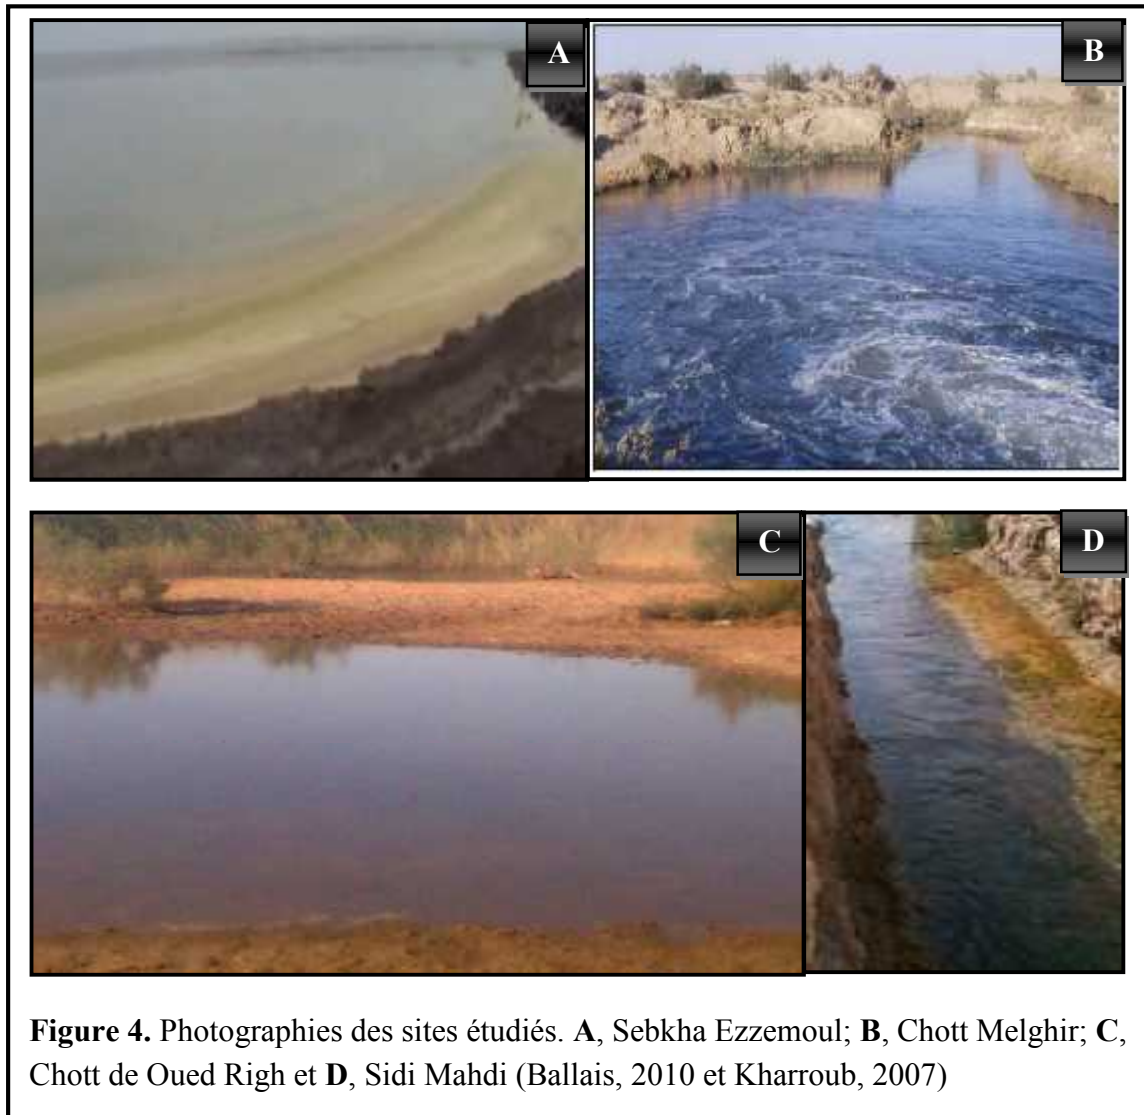 A
B
C
D
Figure 4. Photographies des sites étudiés. A, Sebkha Ezzemoul; B, Chott Melghir; C,
Chott de Oued Righ et D, Sidi Mahdi (Ballais, 2010 et Kharroub, 2007)